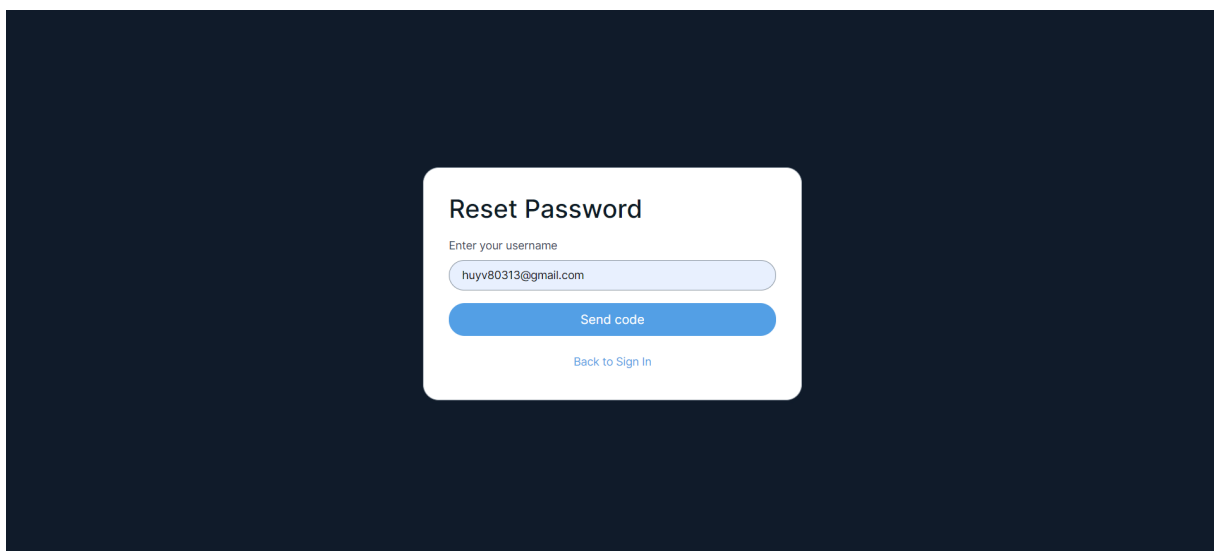 Reset Password
Enter your username
huyv80313@gmail.com
Send code
Back to Sign In